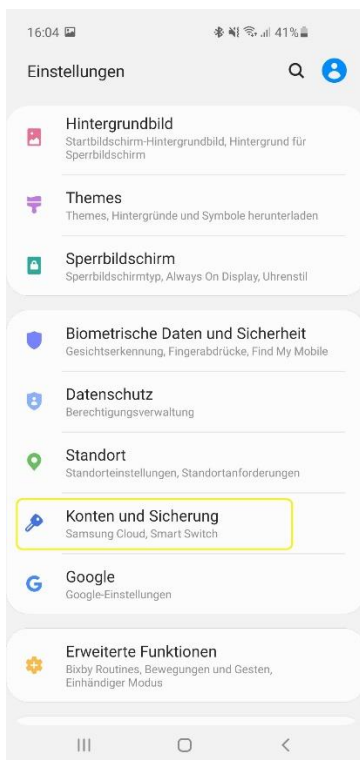 16:04 41%
Einstellungen
Hintergrundbild
Startbildschirm-Hintergrundbild, Hintergrund für
Sperrbildschirm
Themes
Themes, Hintergründe und Symbole herunterladen
Sperrbildschirm
Sperrbildschirmtyp, Always On Display, Uhrenstil
Biometrische Daten und Sicherheit
Gesichtserkennung, Fingerabdrücke, Find My Mobile
Datenschutz
Berechtigungsverwaltung
Standort
Standorteinstellungen, Standortanforderungen
Konten und Sicherung
Samsung Cloud, Smart Switch
Google
Google-Einstellungen
Erweiterte Funktionen
Bixby Routines, Bewegungen und Gesten,
Einhändiger Modus